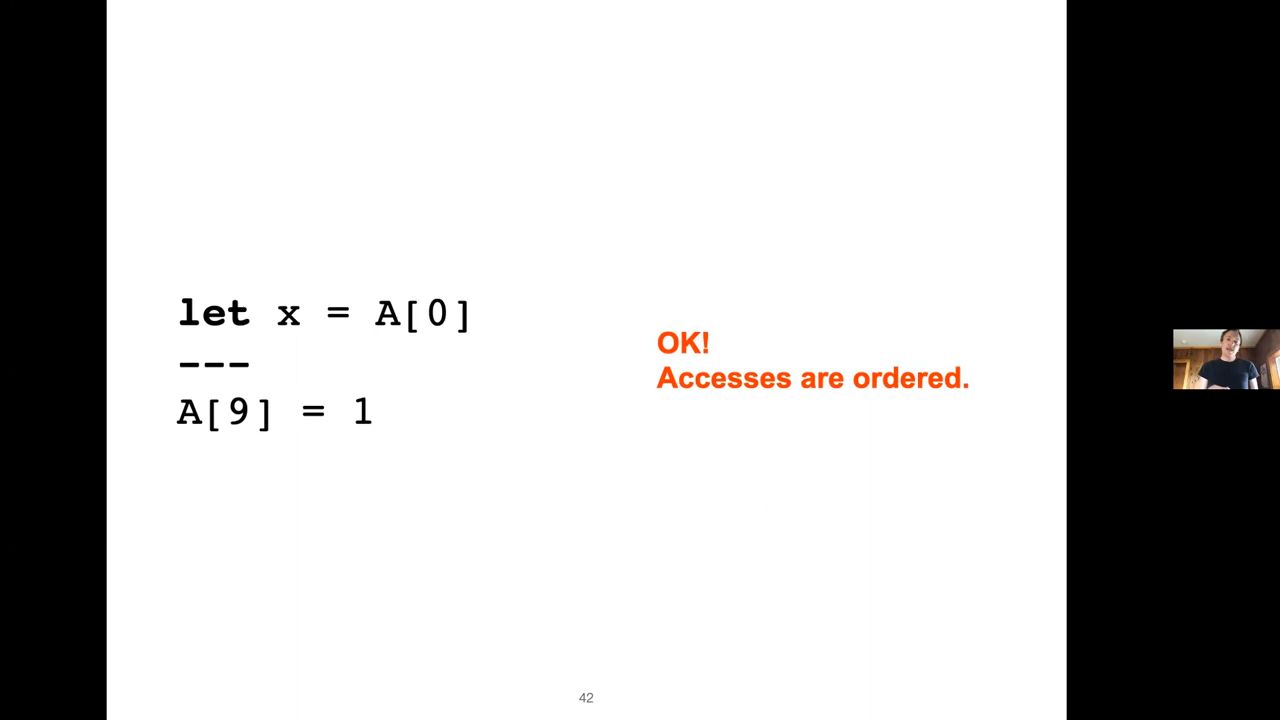 let x = A[0]
---
A[9] = 1
OK!
Accesses are ordered.
42